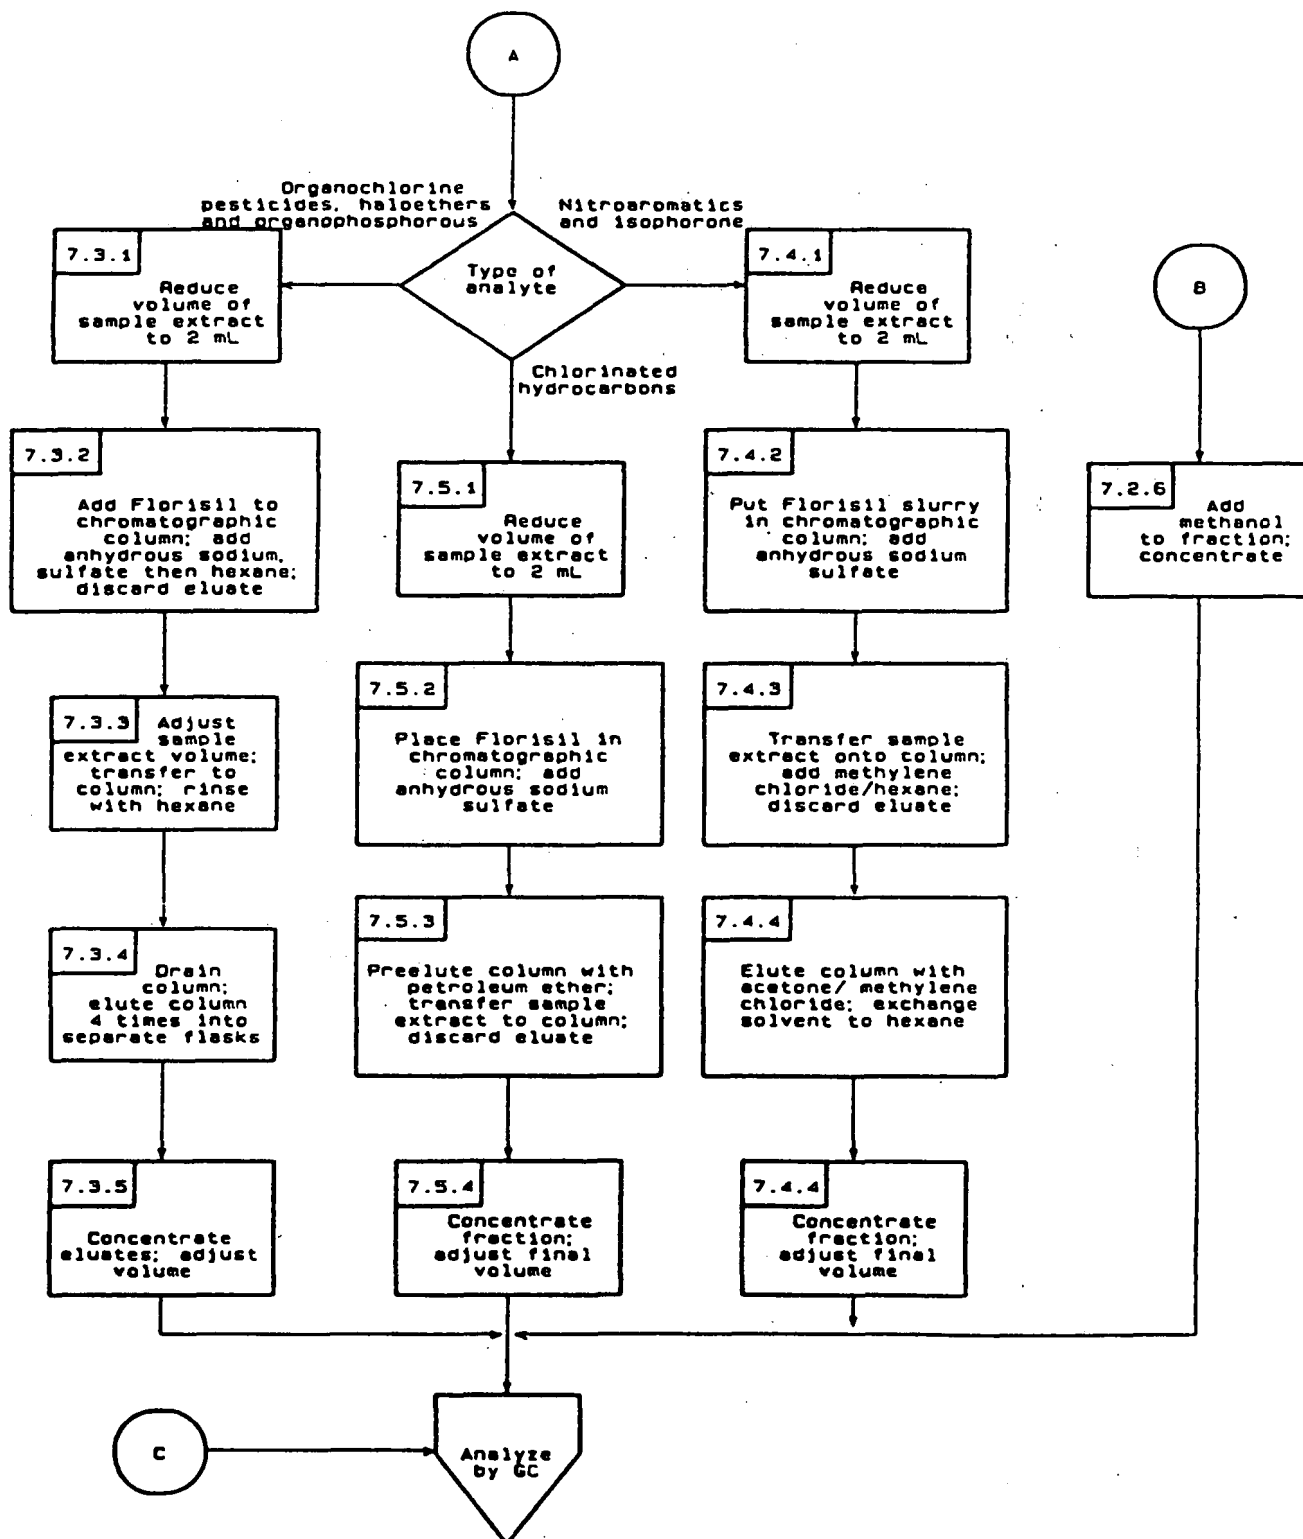 A
Organochlorine
pesticides, haloethers
and organophosphorous
Nitroaromatics
and isophorone
Type of
analyte
Chlorinated
hydrocarbons
7.3.1
Reduce
volume of
sample extract
to 2 mL
7.3.2
Add Florisil to
chromatographic
column; add
anhydrous sodium,
sulfate then hexane;
discard eluate
7.3.3
Adjust
sample
extract volume;
transfer to
column; rinse
with hexane
7.3.4
Drain
column;
elute column
4 times into
separate flasks
7.3.5
Concentrate
eluates; adjust
volume
7.5.1
Reduce
volume of
sample extract
to 2 mL
7.5.2
Place Florisil in
chromatographic
column; add
anhydrous sodium
sulfate
7.5.3
Preelute column with
petroleum ether;
transfer sample
extract to column;
discard eluate
7.5.4
Concentrate
fraction;
adjust final
volume
7.4.1
Reduce
volume of
sample extract
to 2 mL
7.4.2
Put Florisil slurry
in chromatographic
column; add
anhydrous sodium
sulfate
7.4.3
Transfer sample
extract onto column;
add methylene
chloride/hexane;
discard eluate
7.4.4
Elute column with
acetone/ methylene
chloride; exchange
solvent to hexane
7.4.4
Concentrate
fraction;
adjust final
volume
B
7.2.6
Add
methanol
to fraction;
concentrate
C
Analyze
by GC